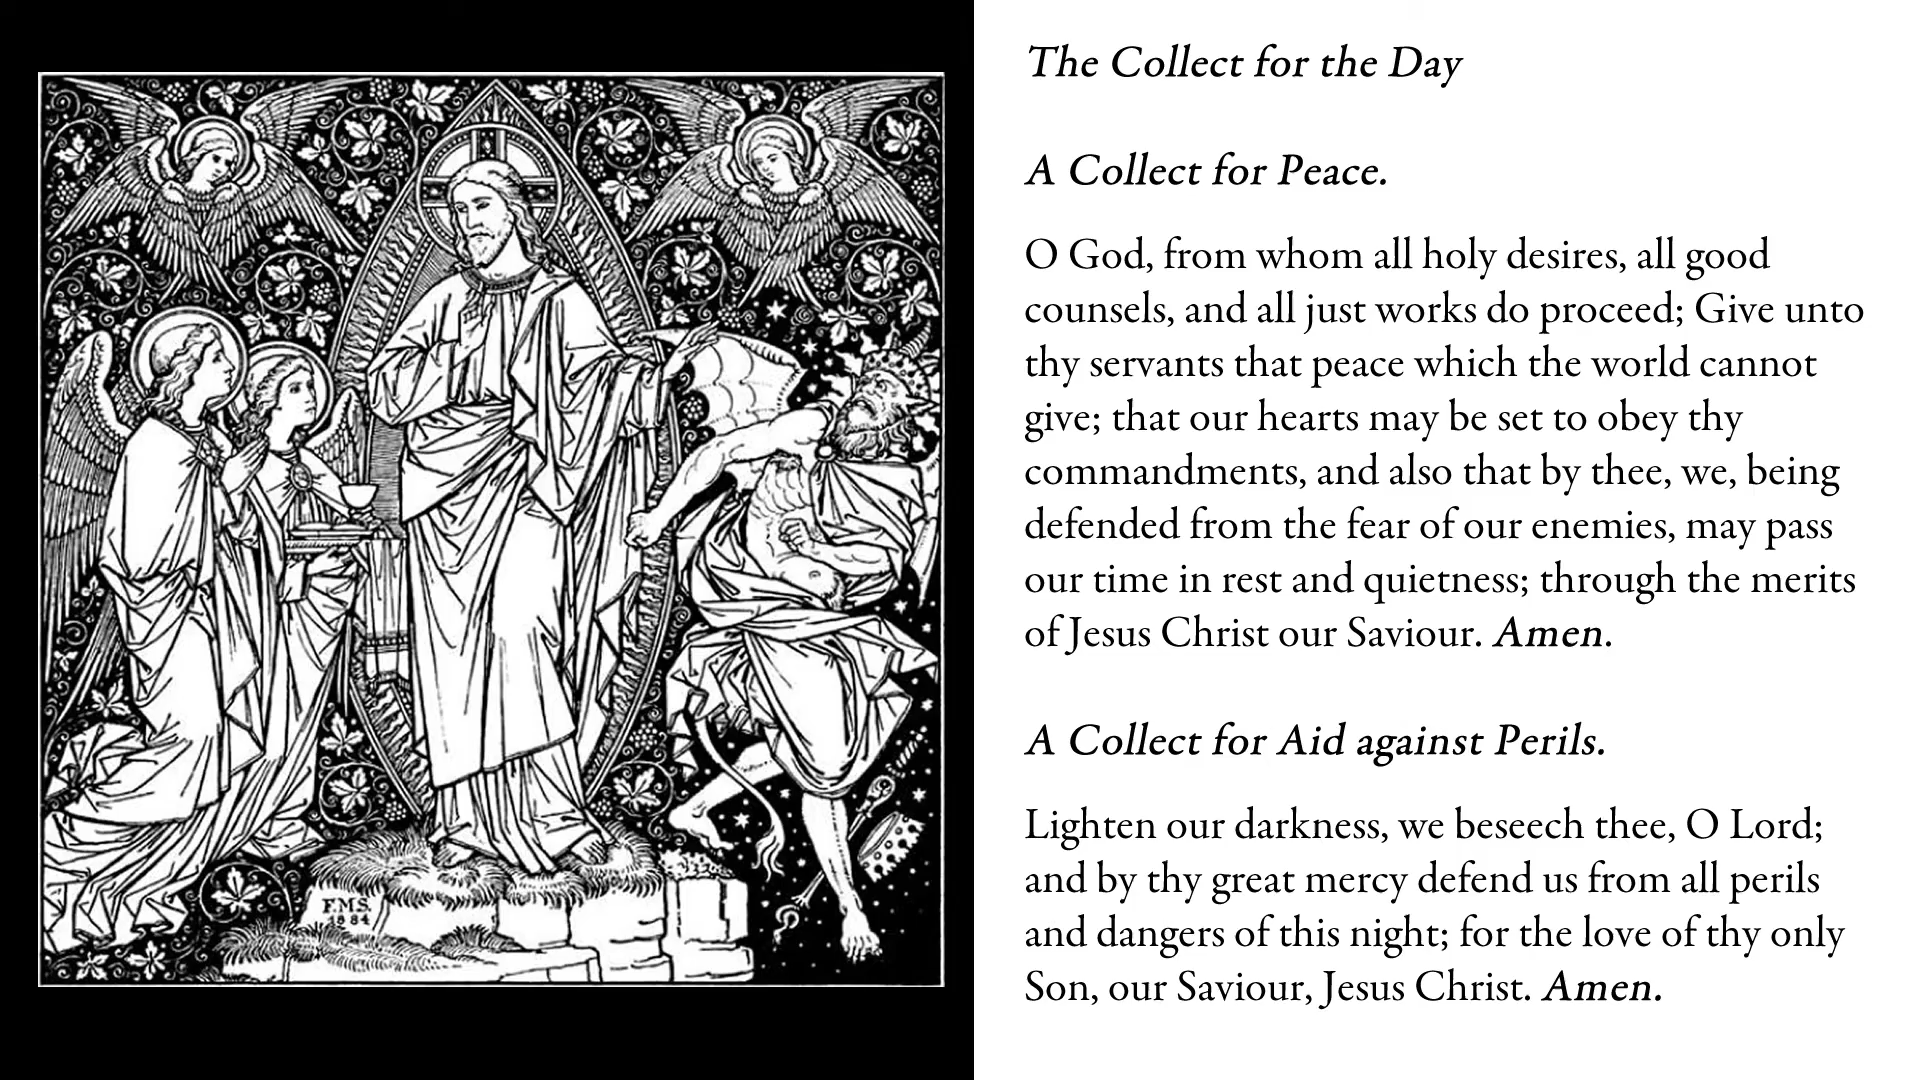 The Collect for the Day
A Collect for Peace.
O God, from whom all holy desires, all good
counsels, and all just works do proceed; Give unto
thy servants that peace which the world cannot
give; that our hearts may be set to obey thy
commandments, and also that by thee, we, being
defended from the fear of our enemies, may pass
our time in rest and quietness; through the merits
of Jesus Christ our Saviour. Amen.
A Collect for Aid against Perils.
Lighten our darkness, we beseech thee, O Lord;
and by thy great mercy defend us from all perils
and dangers of this night; for the love of thy only
Son, our Saviour, Jesus Christ. Amen.
F.M.S.
1884